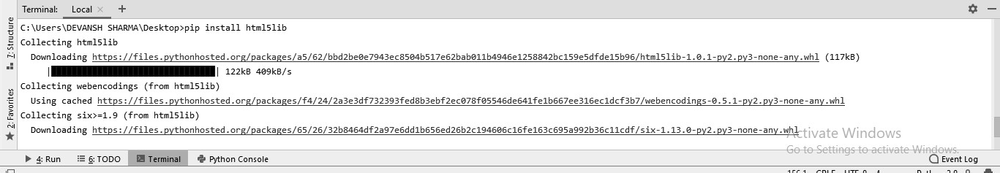 Terminal: Local × +
7: Structure
2: Favorites
C:\Users\DEVANSH SHARMA\Desktop>pip install html5lib
Collecting html5lib
Downloading https://files.pythonhosted.org/packages/a5/62/bbd2be0e7943ec8504b517e62bab011b4946e1258842bc159e5dfde15b96/html5lib-1.0.1-py2.py3-none-any.whl (117kB)
|████████████████████████████████| 122kB 409kB/s
Collecting webencodings (from html5lib)
Using cached https://files.pythonhosted.org/packages/f4/24/2a3e3df732393fed8b3ebf2ec078f05546de641fe1b667ee316ec1dcf3b7/webencodings-0.5.1-py2.py3-none-any.whl
Collecting six>=1.9 (from html5lib)
Downloading https://files.pythonhosted.org/packages/65/26/32b8464df2a97e6dd1b656ed26b2c194606c16fe163c695a992b36c11cdf/six-1.13.0-py2.py3-none-any.whl
Activate Windows
Go to Settings to activate Windows.
4: Run 6: TODO Terminal Python Console Event Log